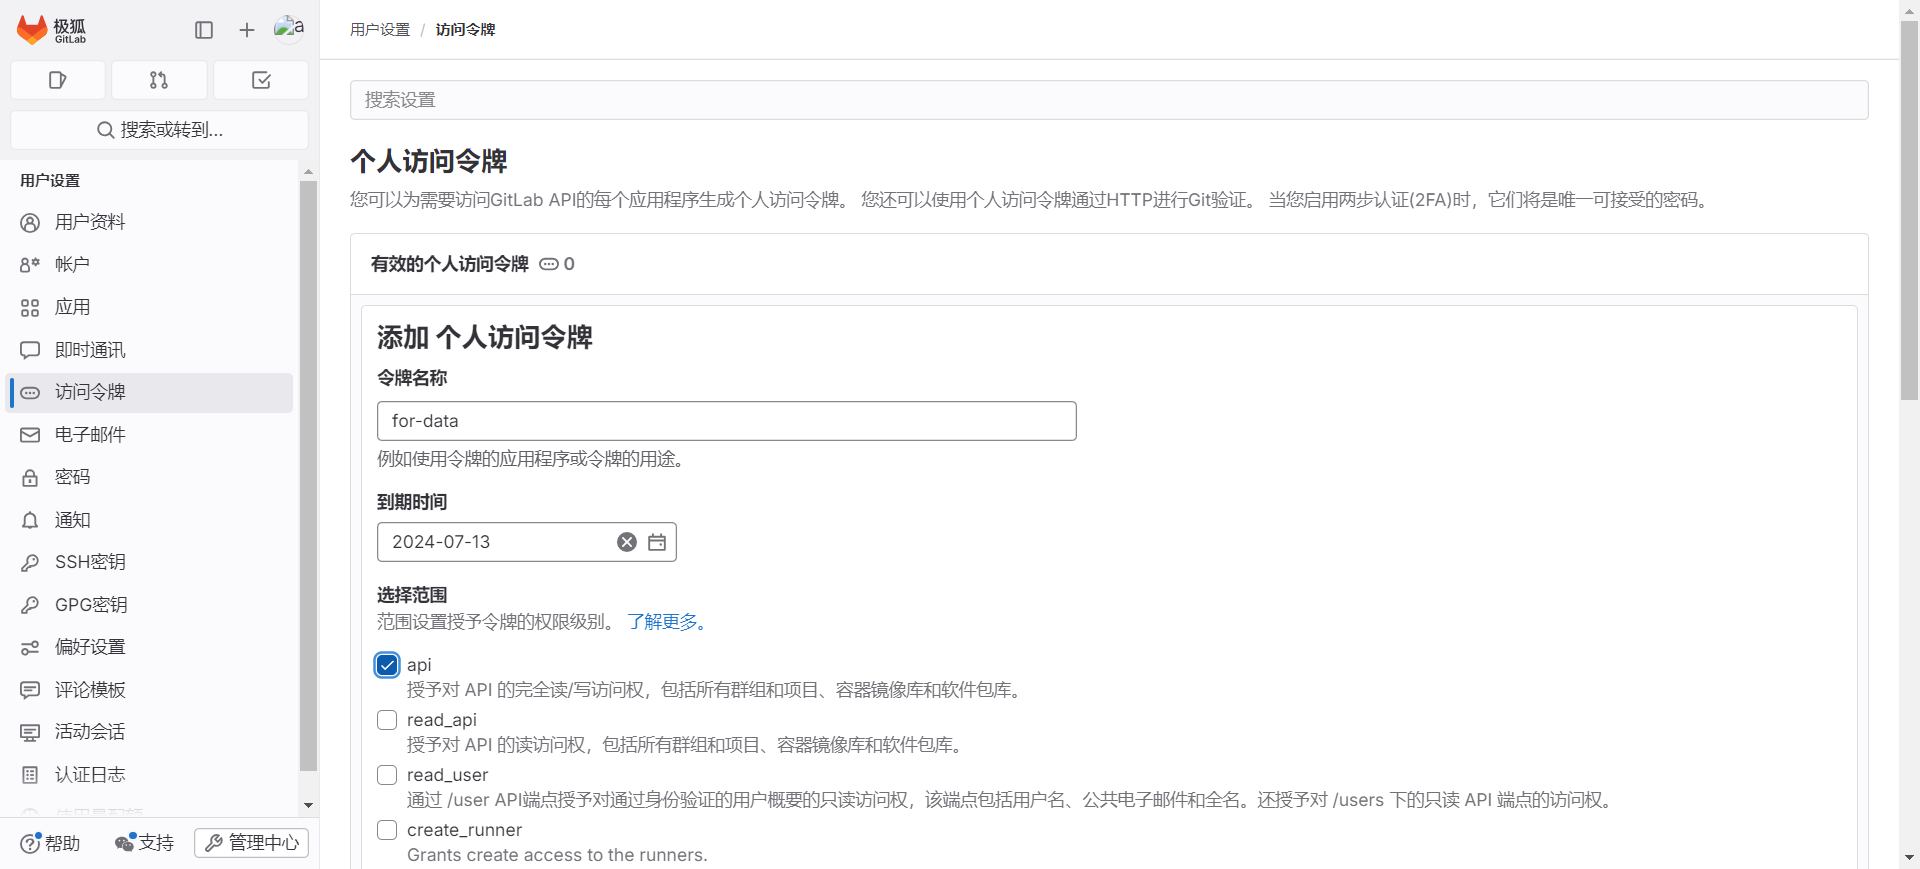 极狐
GitLab
搜索或转到...
用户设置
用户资料
帐户
应用
即时通讯
访问令牌
电子邮件
密码
通知
SSH密钥
GPG密钥
偏好设置
评论模板
活动会话
认证日志
使用量配额
帮助
支持
管理中心
用户设置 / 访问令牌
搜索设置
个人访问令牌
您可以为需要访问GitLab API的每个应用程序生成个人访问令牌。 您还可以使用个人访问令牌通过HTTP进行Git验证。 当您启用两步认证(2FA)时，它们将是唯一可接受的密码。
有效的个人访问令牌 0
添加 个人访问令牌
令牌名称
for-data
例如使用令牌的应用程序或令牌的用途。
到期时间
2024-07-13
选择范围
范围设置授予令牌的权限级别。 了解更多。
api
授予对 API 的完全读/写访问权，包括所有群组和项目、容器镜像库和软件包库。
read_api
授予对 API 的读访问权，包括所有群组和项目、容器镜像库和软件包库。
read_user
通过 /user API端点授予对通过身份验证的用户概要的只读访问权，该端点包括用户名、公共电子邮件和全名。还授予对 /users 下的只读 API 端点的访问权。
create_runner
Grants create access to the runners.